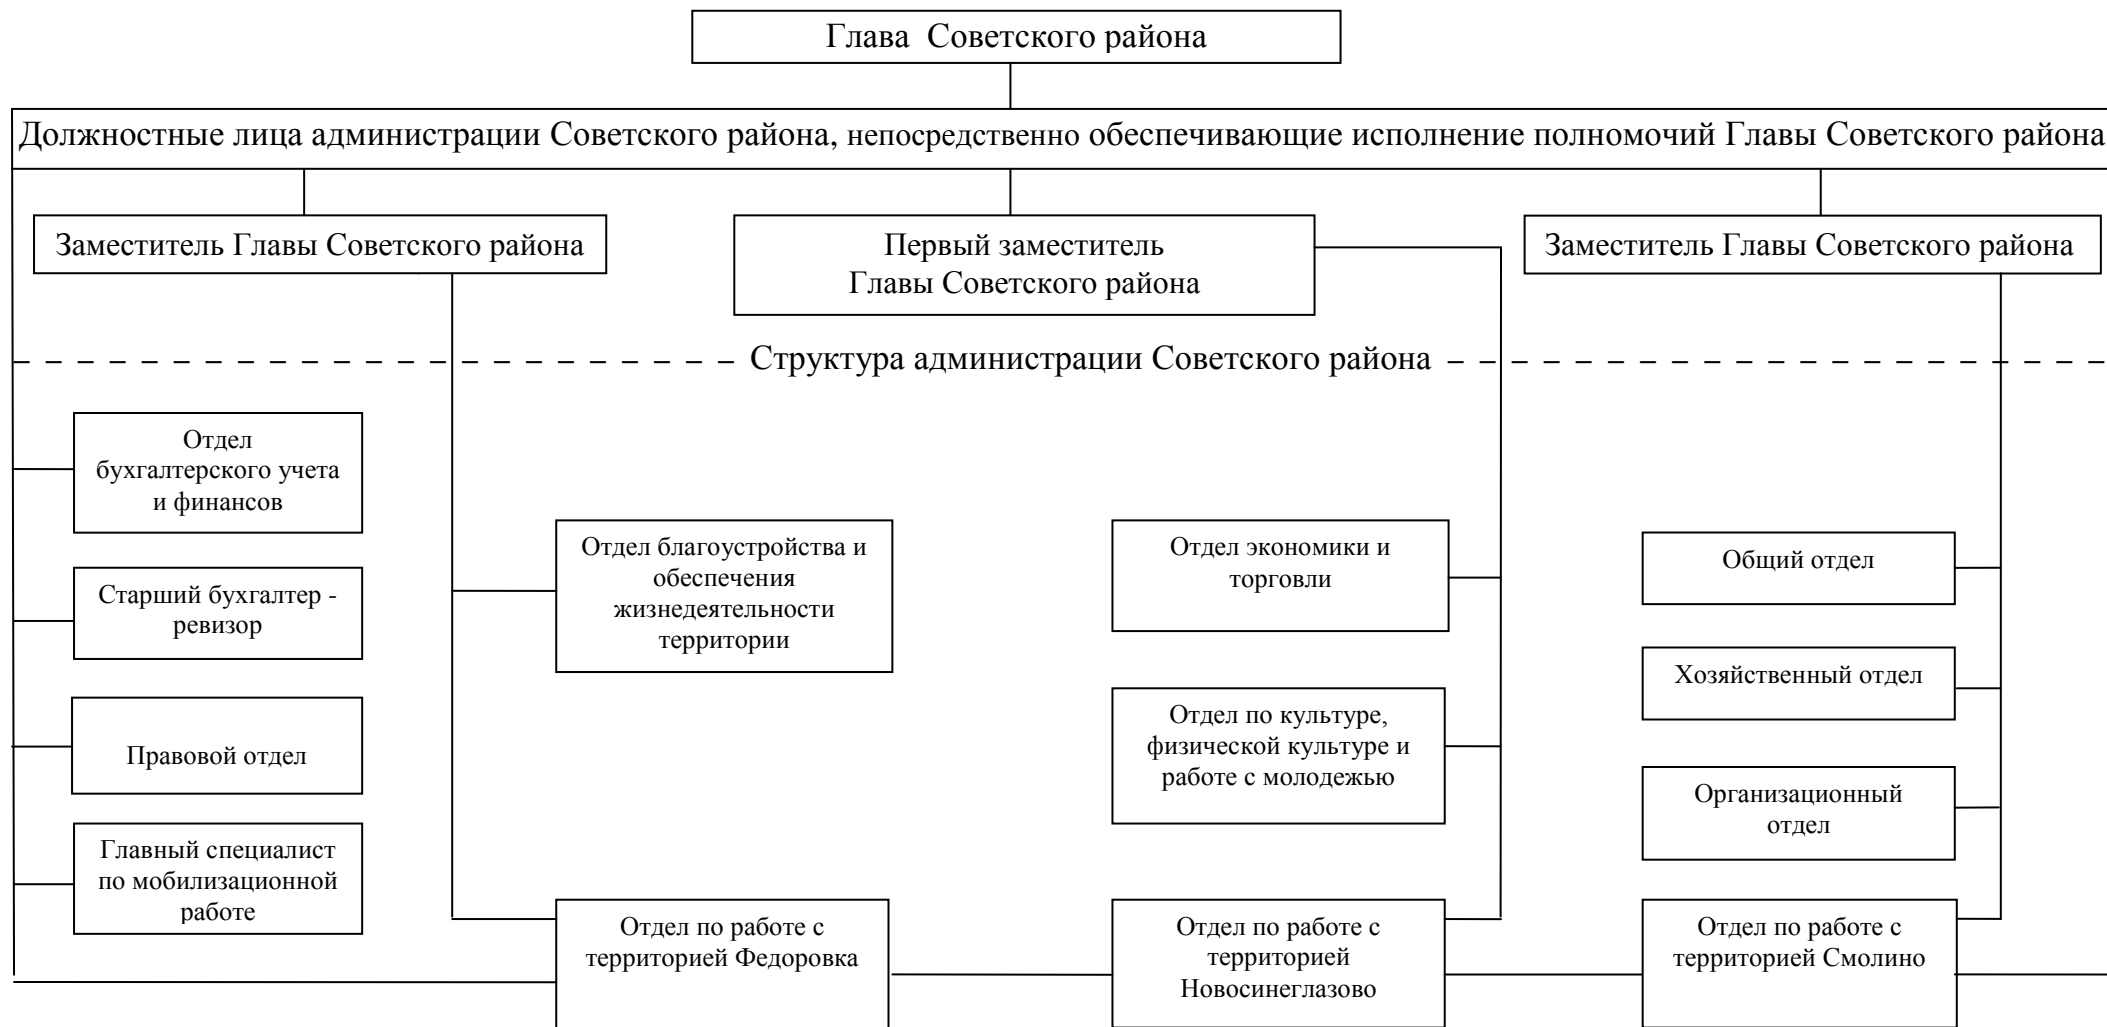 Глава Советского района
Должностные лица администрации Советского района, непосредственно обеспечивающие исполнение полномочий Главы Советского района
Заместитель Главы Советского района
Первый заместитель
Главы Советского района
Заместитель Главы Советского района
Структура администрации Советского района
Отдел
бухгалтерского учета
и финансов
Старший бухгалтер -
ревизор
Правовой отдел
Главный специалист
по мобилизационной
работе
Отдел благоустройства и
обеспечения
жизнедеятельности
территории
Отдел по работе с
территорией Федоровка
Отдел экономики и
торговли
Отдел по культуре,
физической культуре и
работе с молодежью
Отдел по работе с
территорией
Новосинеглазово
Общий отдел
Хозяйственный отдел
Организационный
отдел
Отдел по работе с
территорией Смолино